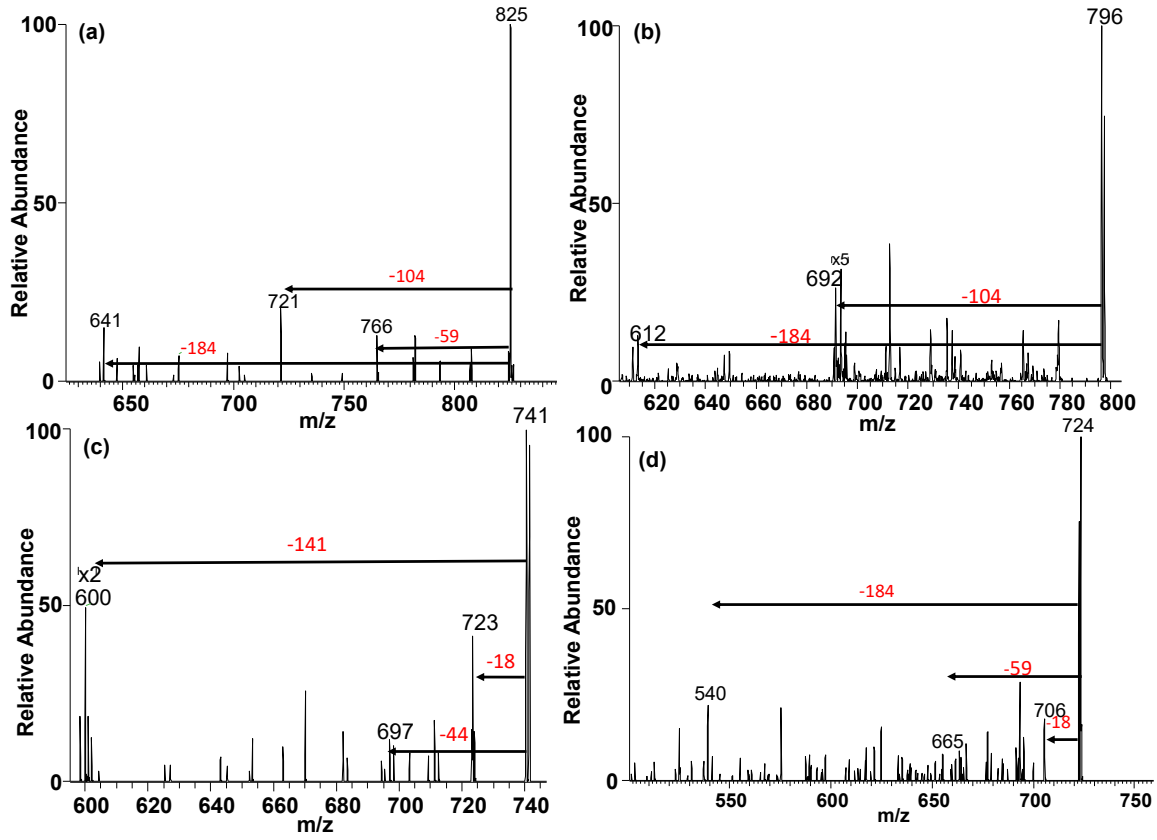 (a)
825
100
50
0
Relative Abundance
-104
721
766
-59
641
-184
650
700
750
800
m/z
(b)
796
100
50
0
Relative Abundance
x5
692
-104
612
-184
620 640 660 680 700 720 740 760 780 800
m/z
(c)
741
100
50
0
Relative Abundance
-141
x2
600
723
-18
697
-44
600 620 640 660 680 700 720 740
m/z
(d)
724
100
50
0
Relative Abundance
-184
-59
540
706
-18
665
550 600 650 700 750
m/z